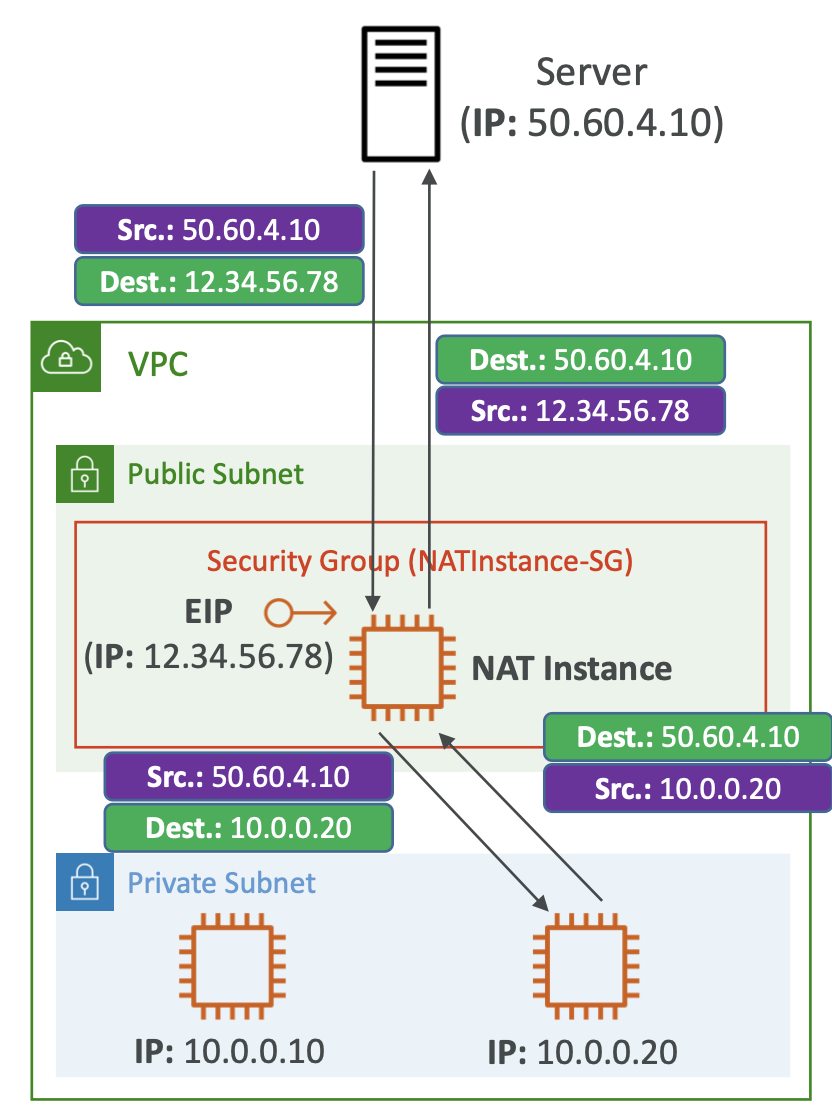 Server
(IP: 50.60.4.10)
Src.: 50.60.4.10
Dest.: 12.34.56.78
VPC
Dest.: 50.60.4.10
Src.: 12.34.56.78
Public Subnet
Security Group (NATInstance-SG)
EIP
(IP: 12.34.56.78)
NAT Instance
Dest.: 50.60.4.10
Src.: 10.0.0.20
Src.: 50.60.4.10
Dest.: 10.0.0.20
Private Subnet
IP: 10.0.0.10
IP: 10.0.0.20